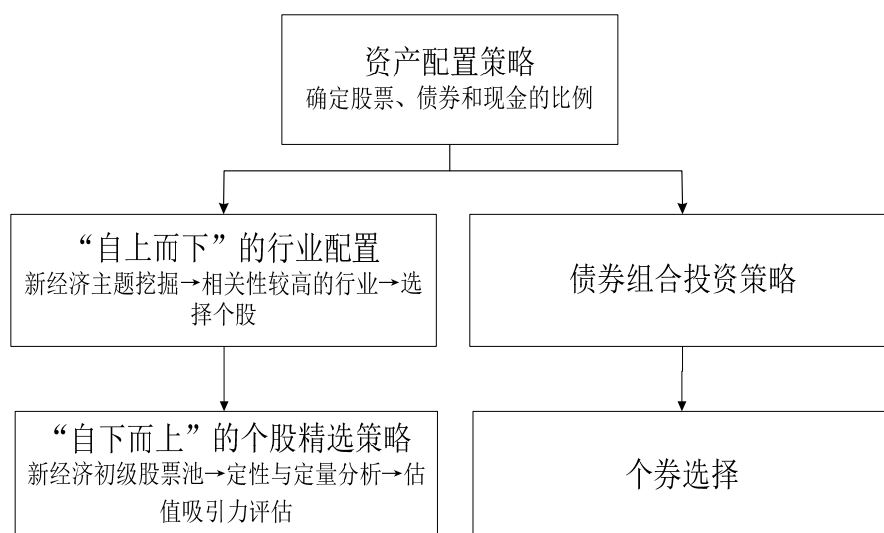 资产配置策略
确定股票、债券和现金的比例
“自上而下”的行业配置
新经济主题挖掘→相关性较高的行业→选
择个股
债券组合投资策略
“自下而上”的个股精选策略
新经济初级股票池→定性与定量分析→估
值吸引力评估
个券选择